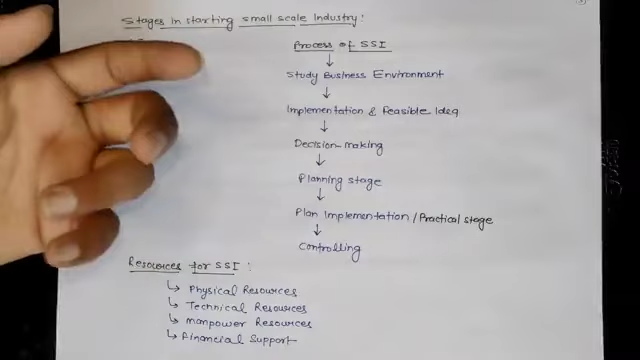 Stages in starting small scale Industry:
Process of SSI
↓
Study Business Environment
↓
Implementation & Feasible Idea
↓
Decision-making
↓
Planning stage
↓
Plan Implementation/Practical stage
↓
Controlling
Resources for SSI:
↳ Physical Resources
↳ Technical Resources
↳ manpower Resources
↳ Financial Support